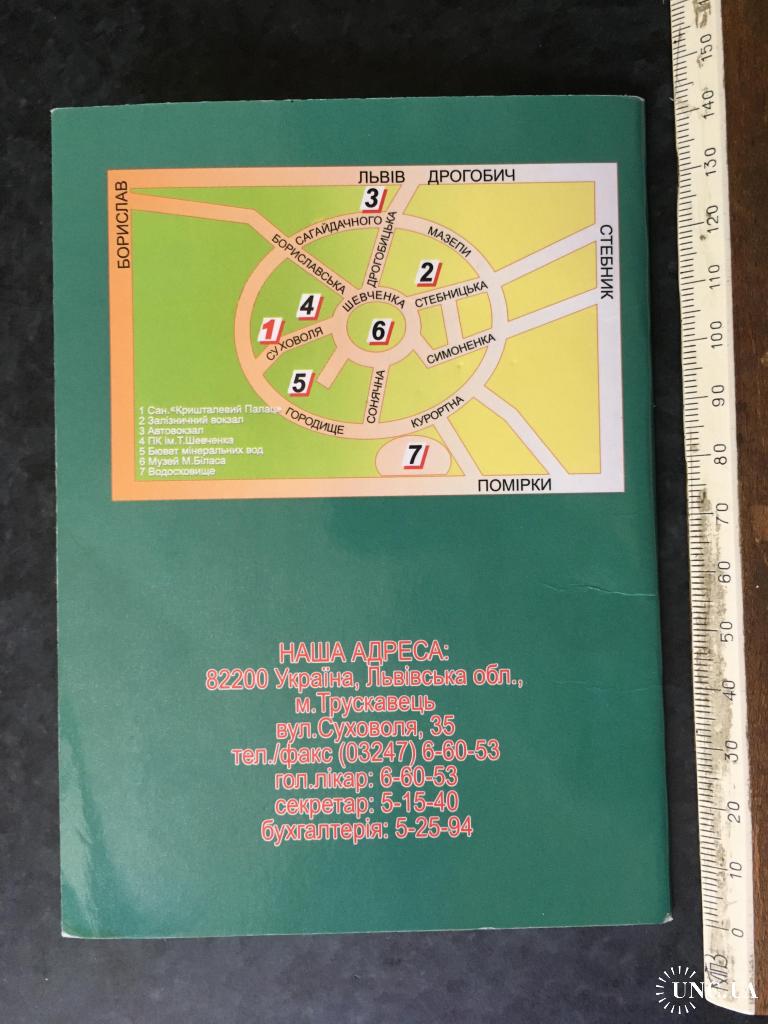 ЛЬВІВ ДРОГОБИЧ
БОРИСЛАВ
СТЕБНИК
3
САГАЙДАЧНОГО
ДРОГОБИЦЬКА
МАЗЕПИ
БОРИСЛАВСЬКА
2
ШЕВЧЕНКА
СТЕБНИЦЬКА
4
1
СУХОВОЛЯ
6
СИМОНЕНКА
5
СОНЯЧНА
ГОРОДИЩЕ
КУРОРТНА
7
ПОМІРКИ
1 Сан.«Кришталевий Палац»
2 Залізничний вокзал
3 Автовокзал
4 ПК ім.Т.Шевченка
5 Бювет мінеральних вод
6 Музей М.Біласа
7 Водосховище
НАША АДРЕСА:
82200 Україна, Львівська обл.,
м.Трускавець
вул.Суховоля, 35
тел./факс (03247) 6-60-53
гол.лікар: 6-60-53
секретар: 5-15-40
бухгалтерія: 5-25-94
150
140
130
120
110
100
90
80
70
60
50
40
30
20
10
0
UNC.UA